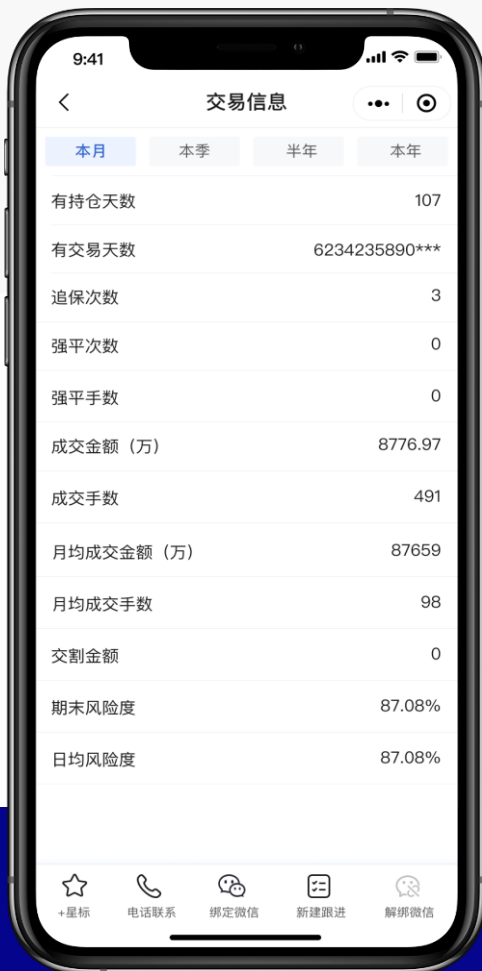 9:41
交易信息
本月 本季 半年 本年
有持仓天数 107
有交易天数 6234235890***
追保次数 3
强平次数 0
强平手数 0
成交金额（万） 8776.97
成交手数 491
月均成交金额（万） 87659
月均成交手数 98
交割金额 0
期末风险度 87.08%
日均风险度 87.08%
+星标 电话联系 绑定微信 新建跟进 解绑微信